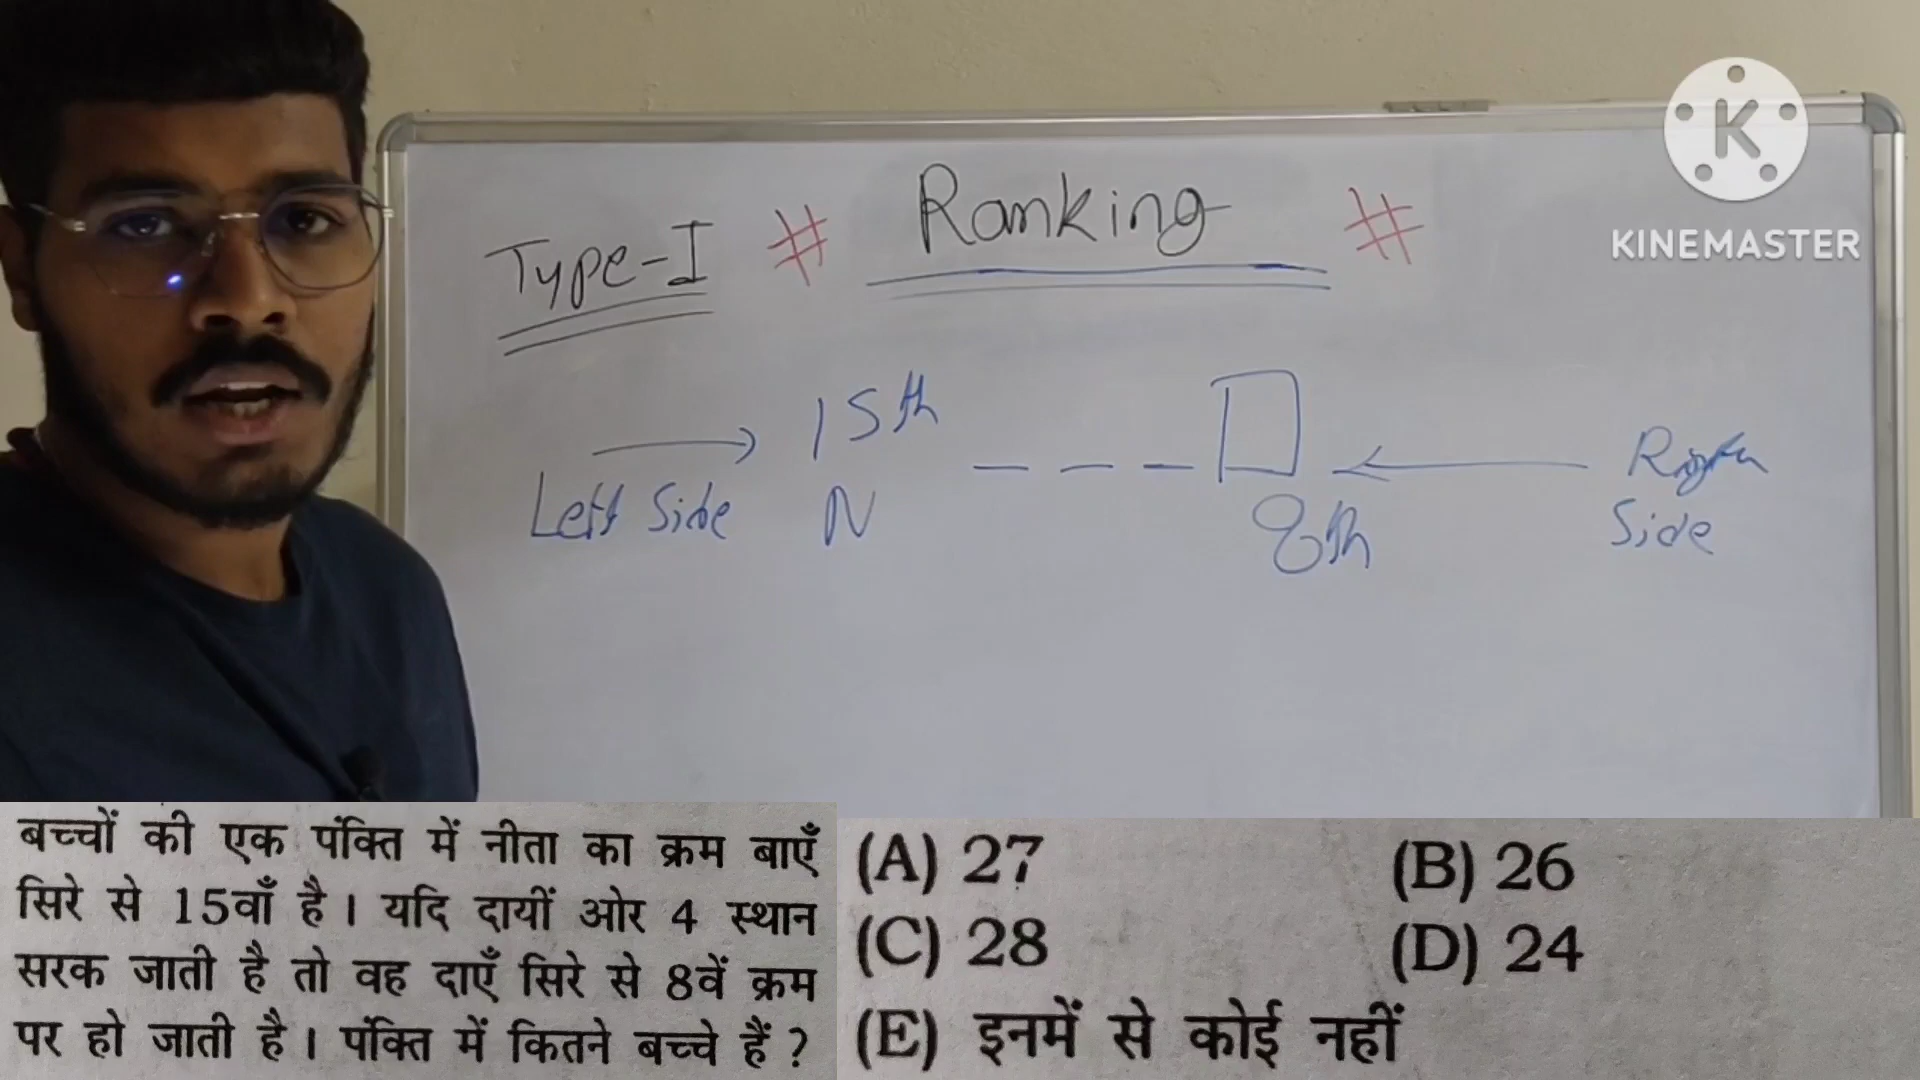 KINEMASTER
Type-I # Ranking #
15th
Left Side N
8th
Right
Side
बच्चों की एक पंक्ति में नीता का क्रम बाएँ
सिरे से 15वाँ है। यदि दायीं ओर 4 स्थान
सरक जाती है तो वह दाएँ सिरे से 8वें क्रम
पर हो जाती है। पंक्ति में कितने बच्चे हैं ?
(A) 27 (B) 26
(C) 28 (D) 24
(E) इनमें से कोई नहीं